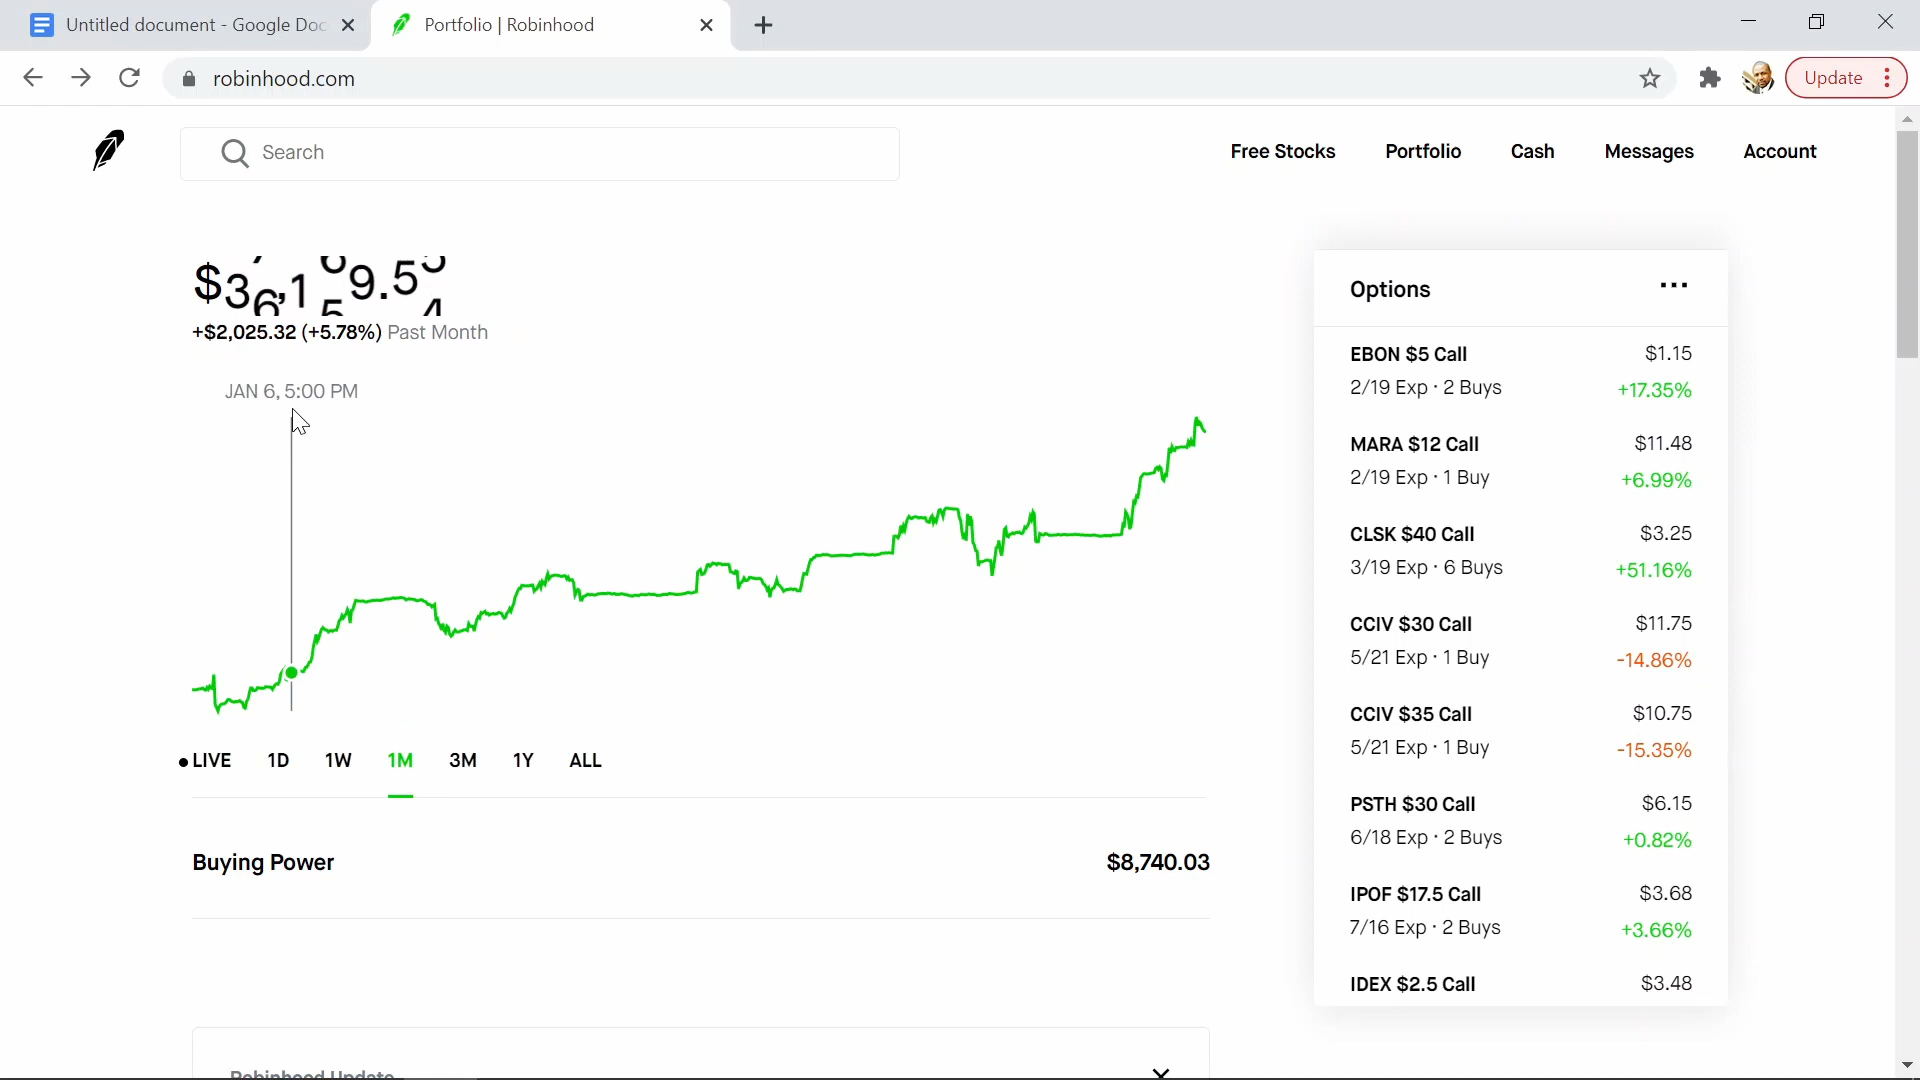 Untitled document - Google Doc
Portfolio | Robinhood
robinhood.com
Update
Search
Free Stocks
Portfolio
Cash
Messages
Account
+$2,025.32 (+5.78%) Past Month
JAN 6, 5:00 PM
LIVE 1D 1W 1M 3M 1Y ALL
Buying Power $8,740.03
Robinhood Update
Options
EBON $5 Call $1.15
2/19 Exp · 2 Buys +17.35%
MARA $12 Call $11.48
2/19 Exp · 1 Buy +6.99%
CLSK $40 Call $3.25
3/19 Exp · 6 Buys +51.16%
CCIV $30 Call $11.75
5/21 Exp · 1 Buy -14.86%
CCIV $35 Call $10.75
5/21 Exp · 1 Buy -15.35%
PSTH $30 Call $6.15
6/18 Exp · 2 Buys +0.82%
IPOF $17.5 Call $3.68
7/16 Exp · 2 Buys +3.66%
IDEX $2.5 Call $3.48